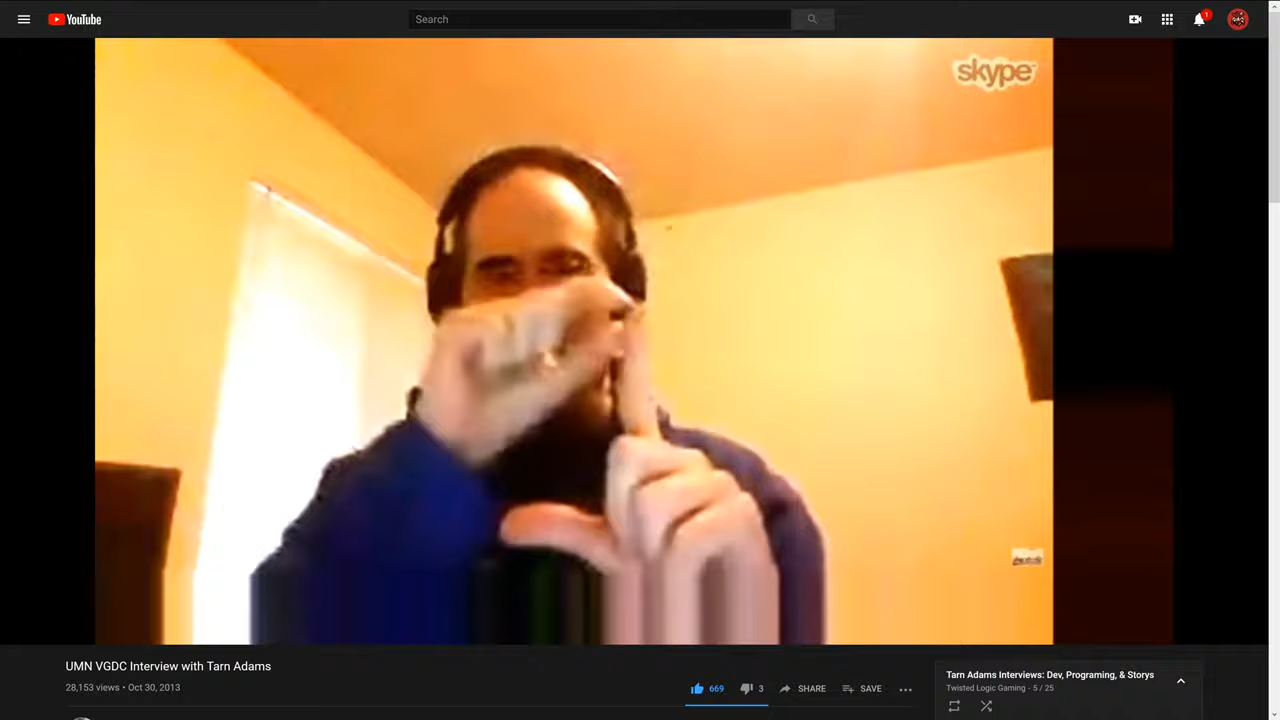 YouTube
Search
1
skype
UMN VGDC Interview with Tarn Adams
28,153 views • Oct 30, 2013
669
3
SHARE
SAVE
Tarn Adams Interviews: Dev, Programing, & Storys
Twisted Logic Gaming - 5 / 25